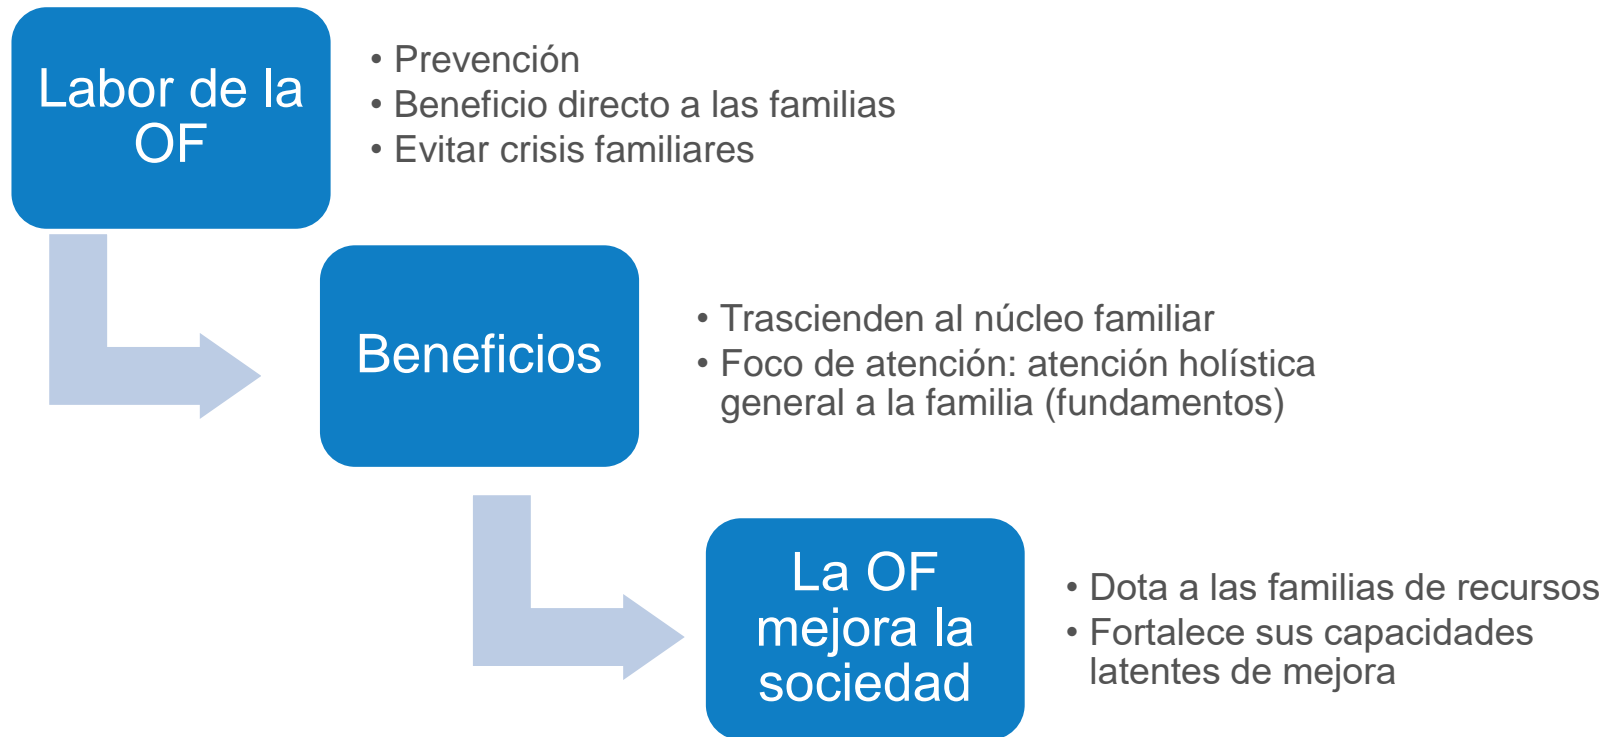 Labor de la
OF
• Prevención
• Beneficio directo a las familias
• Evitar crisis familiares
Beneficios
• Trascienden al núcleo familiar
• Foco de atención: atención holística
general a la familia (fundamentos)
La OF
mejora la
sociedad
• Dota a las familias de recursos
• Fortalece sus capacidades
latentes de mejora